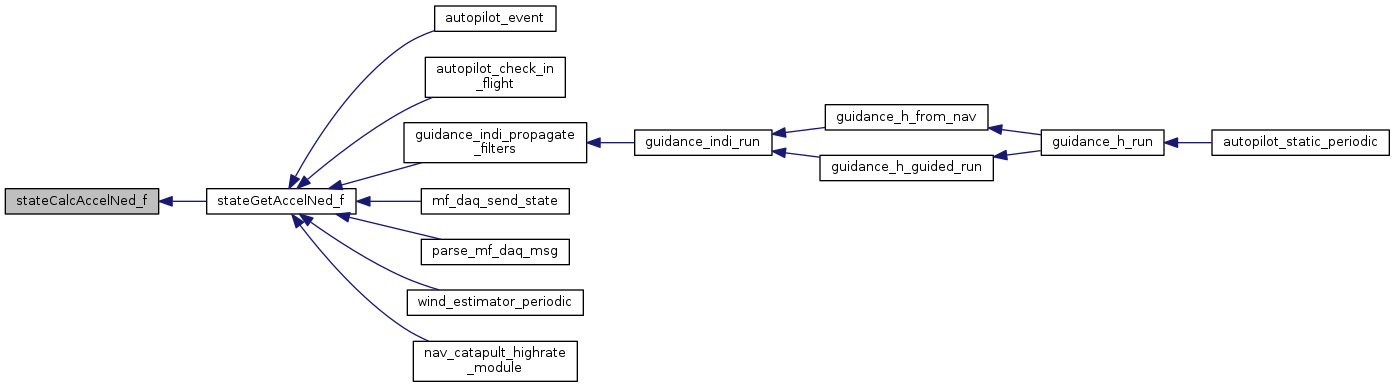 autopilot_event
autopilot_check_in
_flight
guidance_indi_propagate
_filters
guidance_indi_run
guidance_h_from_nav
guidance_h_guided_run
guidance_h_run
autopilot_static_periodic
stateCalcAccelNed_f
stateGetAccelNed_f
mf_daq_send_state
parse_mf_daq_msg
wind_estimator_periodic
nav_catapult_highrate
_module